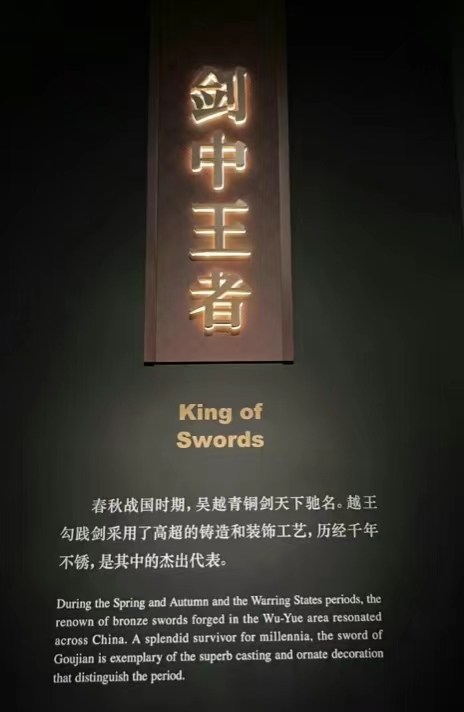 剑中王者
King of
Swords
春秋战国时期，吴越青铜剑天下驰名。越王
勾践剑采用了高超的铸造和装饰工艺，历经千年
不锈，是其中的杰出代表。
During the Spring and Autumn and the Warring States periods, the
renown of bronze swords forged in the Wu-Yue area resonated
across China. A splendid survivor for millennia, the sword of
Goujian is exemplary of the superb casting and ornate decoration
that distinguish the period.